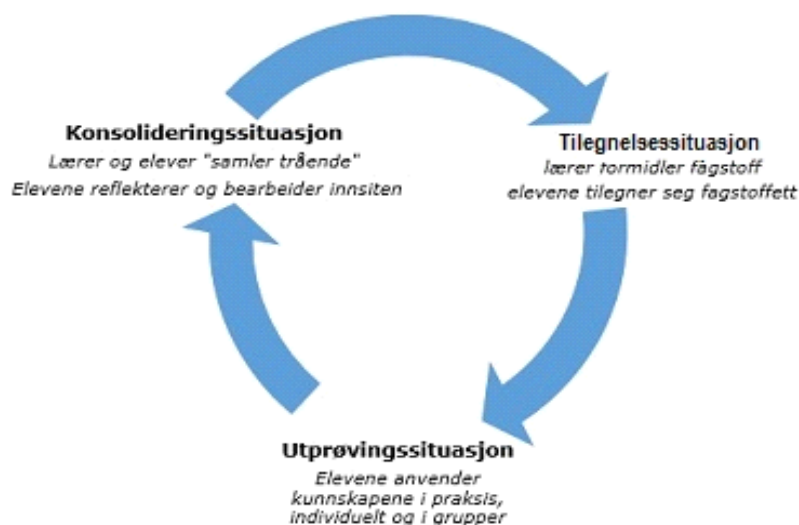 Konsolideringssituasjon
Lærer og elever "samler trående"
Elevene reflekterer og bearbeider innsiten
Tilegnelsessituasjon
lærer formidler fagstoff
elevene tilegner seg fagstoffett
Utprøvingssituasjon
Elevene anvender
kunnskapene i praksis,
individuelt og i grupper